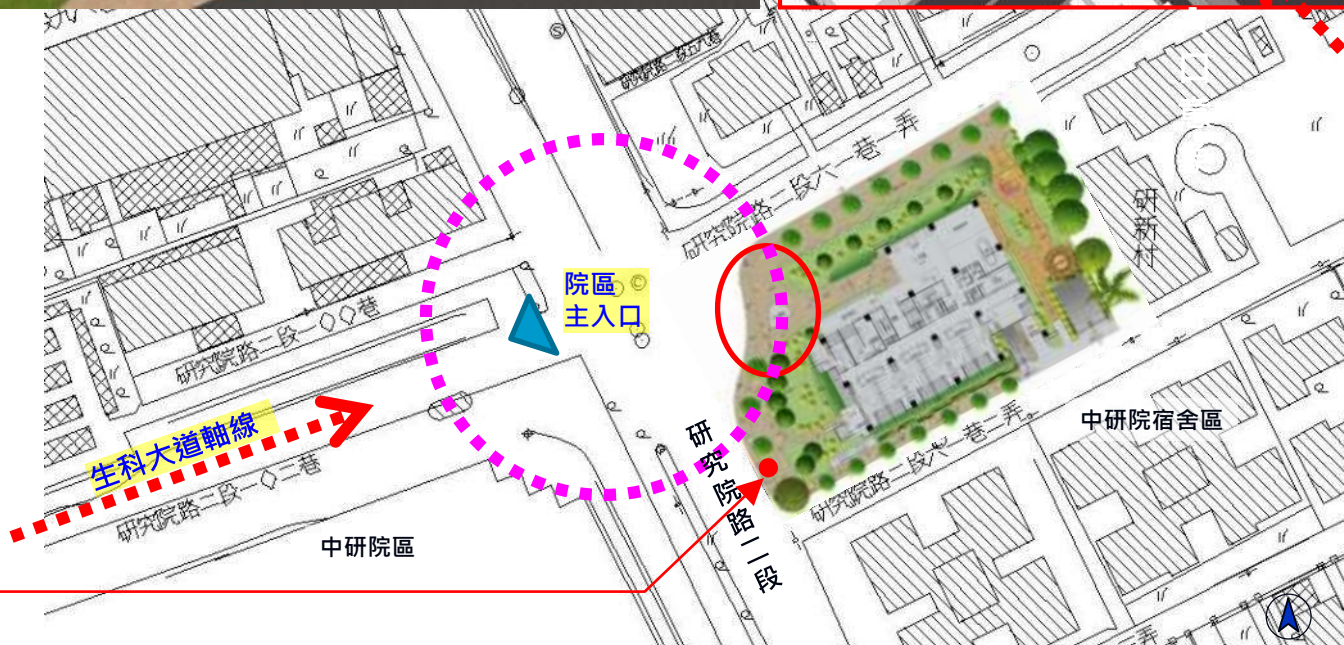 研究院路二段六一巷一弄
研新村
院區
主入口
研究院路二段一〇〇巷
生科大道軸線
研究院路二段一〇二巷
中研院區
研究院路二段
研究院路二段六一巷二弄
中研院宿舍區
弄